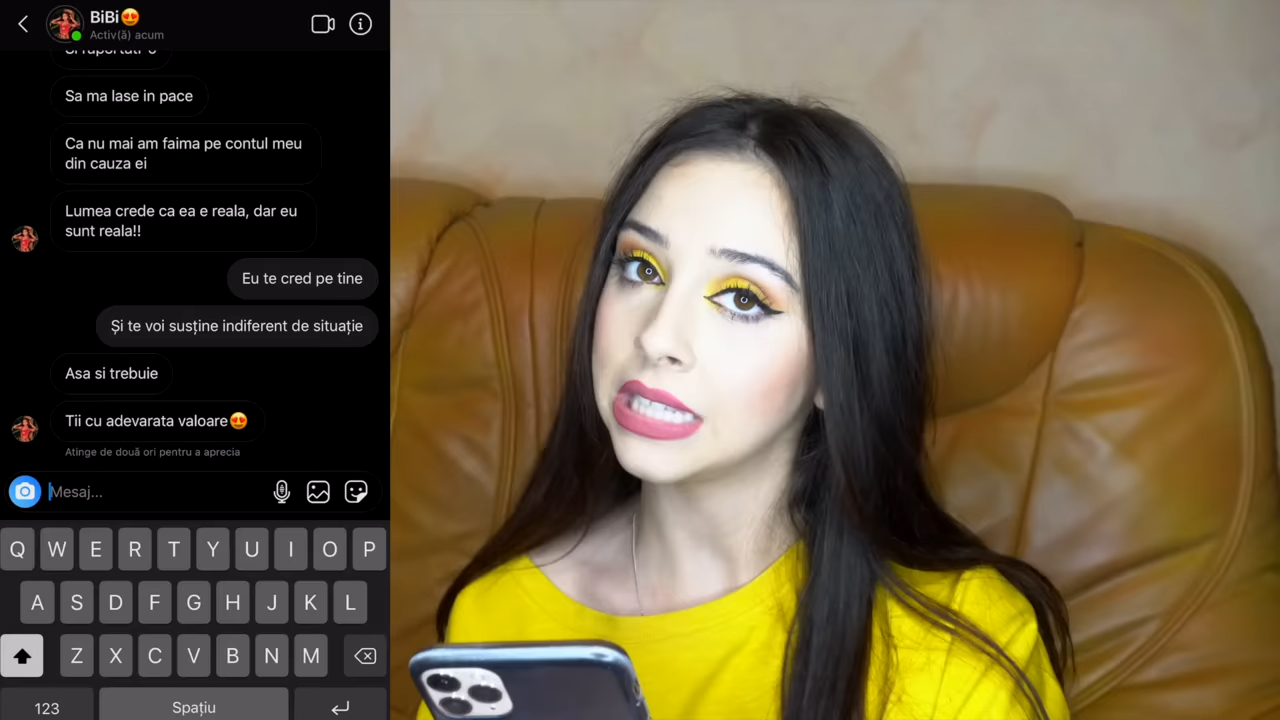 BiBi😍
Activ(ă) acum
Sa ma lase in pace
Ca nu mai am faima pe contul meu
din cauza ei
Lumea crede ca ea e reala, dar eu
sunt reala!!
Eu te cred pe tine
Și te voi susține indiferent de situație
Asa si trebuie
Tii cu adevarata valoare😍
Atinge de două ori pentru a aprecia
Mesaj...
Q W E R T Y U I O P
A S D F G H J K L
Z X C V B N M
123 Spațiu